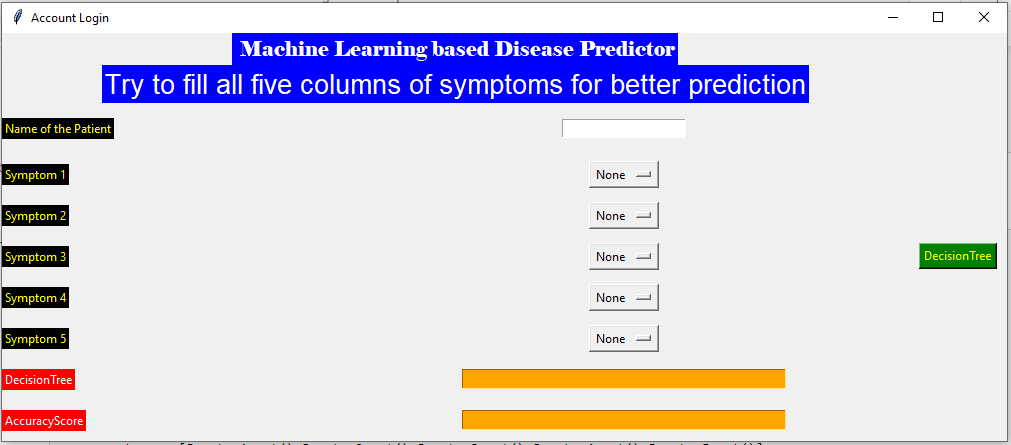 Account Login
Machine Learning based Disease Predictor
Try to fill all five columns of symptoms for better prediction
Name of the Patient
Symptom 1 None
Symptom 2 None
Symptom 3 None DecisionTree
Symptom 4 None
Symptom 5 None
DecisionTree
AccuracyScore